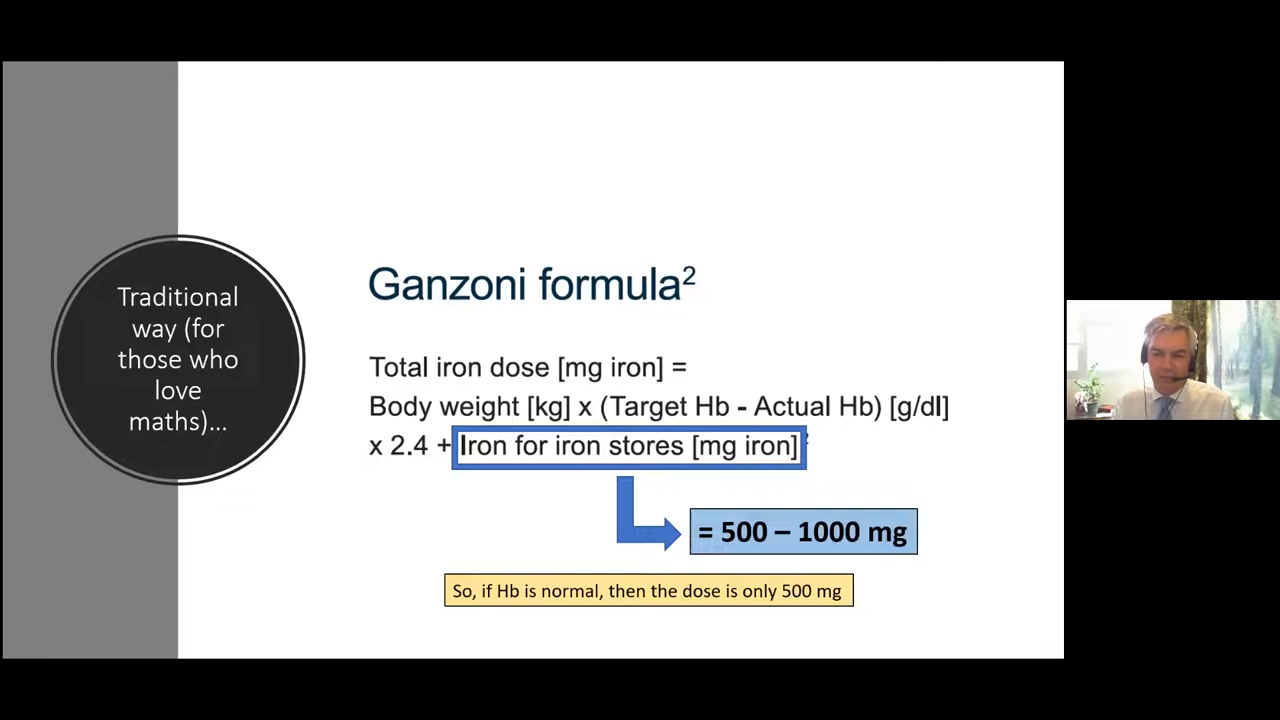 Traditional
way (for
those who
love
maths)...
Ganzoni formula²
Total iron dose [mg iron] =
Body weight [kg] x (Target Hb - Actual Hb) [g/dl]
x 2.4 + Iron for iron stores [mg iron]
= 500 – 1000 mg
So, if Hb is normal, then the dose is only 500 mg